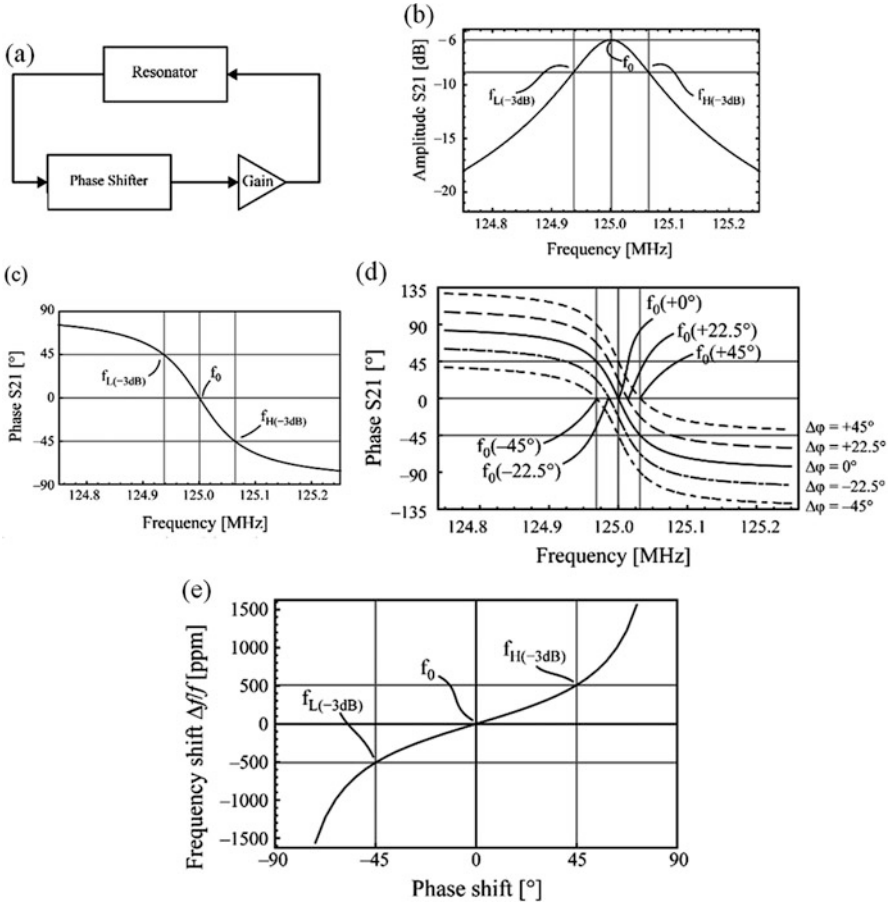 (a)
Resonator
Phase Shifter
Gain
(b)
Amplitude S21 [dB]
−6
−10
−15
−20
f0
fL(−3dB)
fH(−3dB)
124.8 124.9 125.0 125.1 125.2
Frequency [MHz]
(c)
Phase S21 [°]
90
45
0
−45
−90
fL(−3dB)
f0
fH(−3dB)
124.8 124.9 125.0 125.1 125.2
Frequency [MHz]
(d)
Phase S21 [°]
135
90
45
0
−45
−90
−135
f0(+0°)
f0(+22.5°)
f0(+45°)
f0(−45°)
f0(−22.5°)
Δφ = +45°
Δφ = +22.5°
Δφ = 0°
Δφ = −22.5°
Δφ = −45°
124.8 124.9 125.0 125.1 125.2
Frequency [MHz]
(e)
Frequency shift Δf/f [ppm]
1500
1000
500
0
−500
−1000
−1500
fH(−3dB)
f0
fL(−3dB)
−90 −45 0 45 90
Phase shift [°]